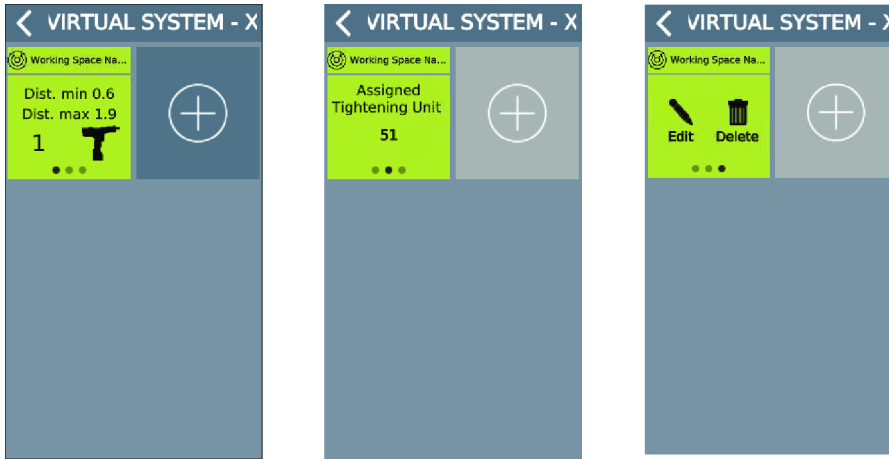 VIRTUAL SYSTEM - X
Working Space Na...
Dist. min 0.6
Dist. max 1.9
1
VIRTUAL SYSTEM - X
Working Space Na...
Assigned
Tightening Unit
51
VIRTUAL SYSTEM - X
Working Space Na...
Edit Delete